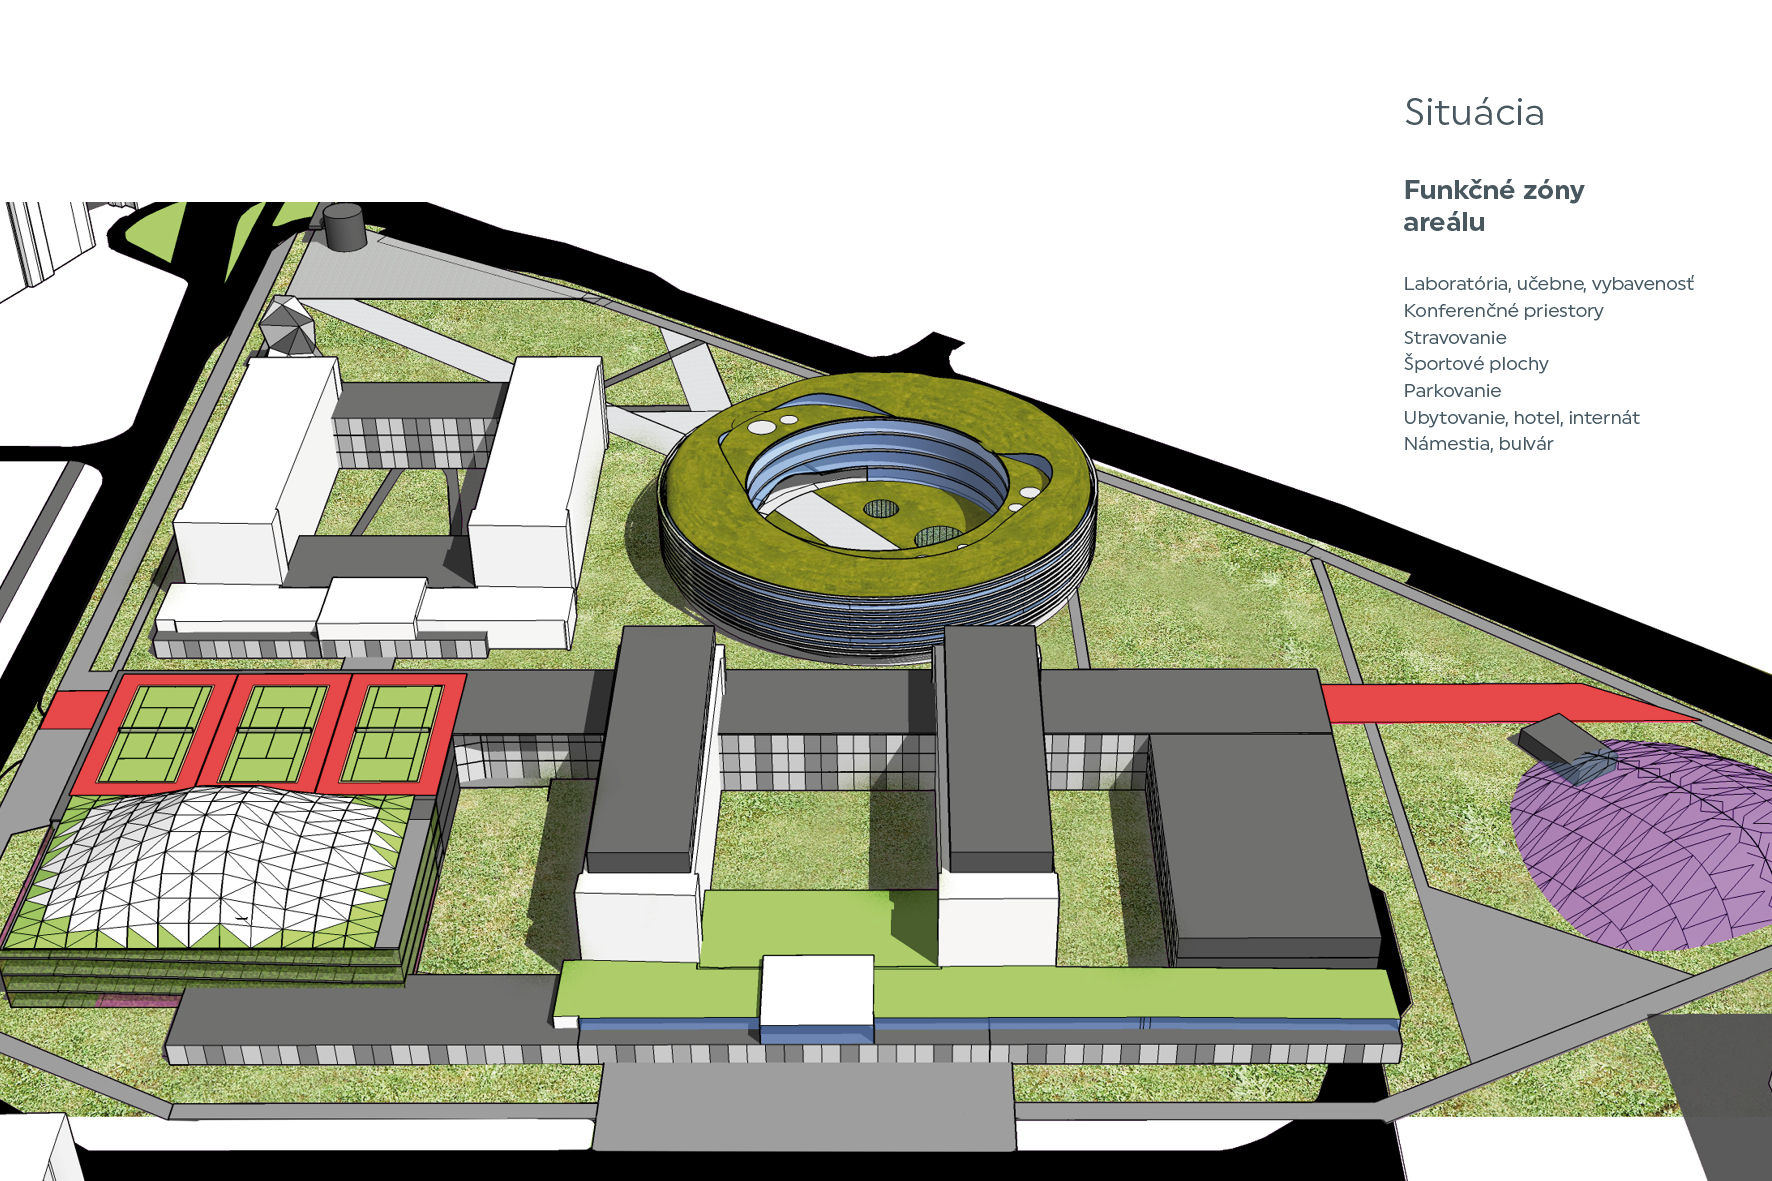 Situácia
Funkčné zóny
areálu
Laboratória, učebne, vybavenosť
Konferenčné priestory
Stravovanie
Športové plochy
Parkovanie
Ubytovanie, hotel, internát
Námestia, bulvár